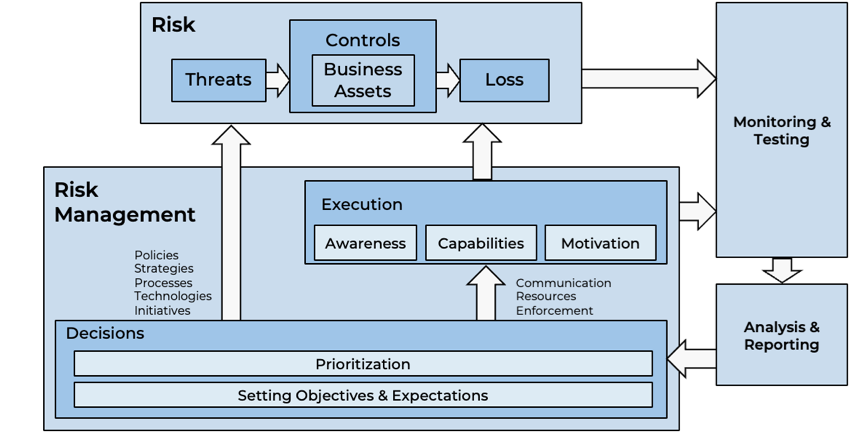 Risk
Controls
Threats
Business
Assets
Loss
Monitoring &
Testing
Risk
Management
Execution
Awareness
Capabilities
Motivation
Policies
Strategies
Processes
Technologies
Initiatives
Communication
Resources
Enforcement
Analysis &
Reporting
Decisions
Prioritization
Setting Objectives & Expectations